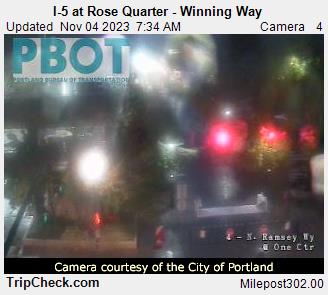 I-5 at Rose Quarter - Winning Way
Updated Nov 04 2023 7:34 AM Camera 4
PBOT
PORTLAND BUREAU OF TRANSPORTATION
4 - N. Ramsey Wy
@ One Ctr
Camera courtesy of the City of Portland
TripCheck.com Milepost302.00